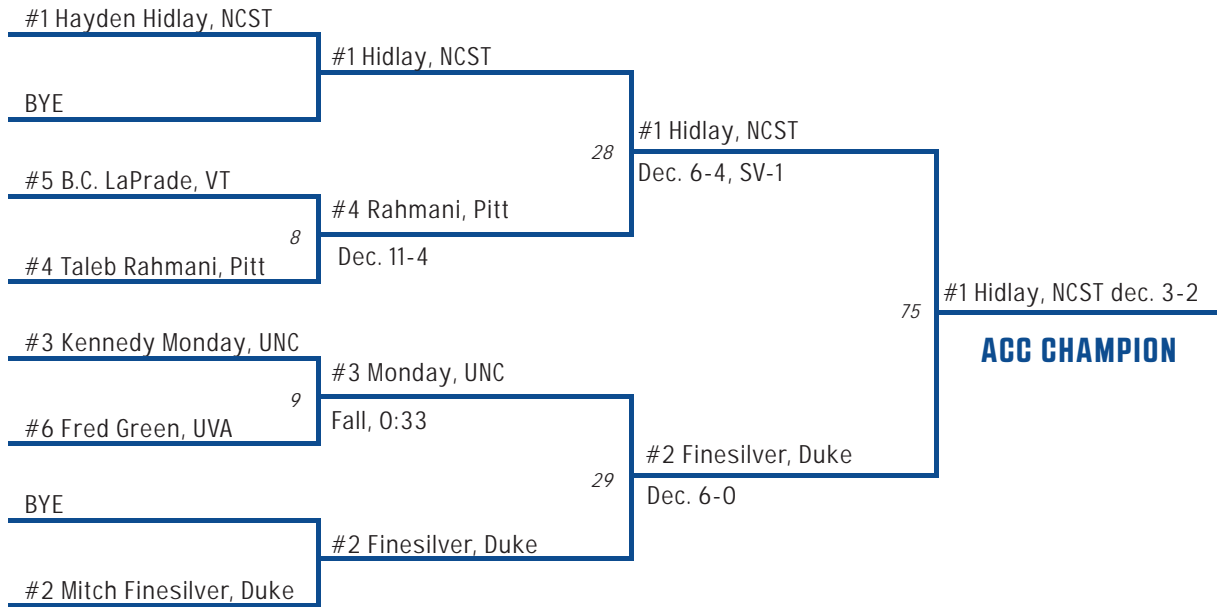 #1 Hayden Hidlay, NCST
#1 Hidlay, NCST
BYE
#1 Hidlay, NCST
28
Dec. 6-4, SV-1
#5 B.C. LaPrade, VT
#4 Rahmani, Pitt
8
Dec. 11-4
#4 Taleb Rahmani, Pitt
#1 Hidlay, NCST dec. 3-2
75
ACC CHAMPION
#3 Kennedy Monday, UNC
#3 Monday, UNC
9
Fall, 0:33
#6 Fred Green, UVA
#2 Finesilver, Duke
29
Dec. 6-0
BYE
#2 Finesilver, Duke
#2 Mitch Finesilver, Duke